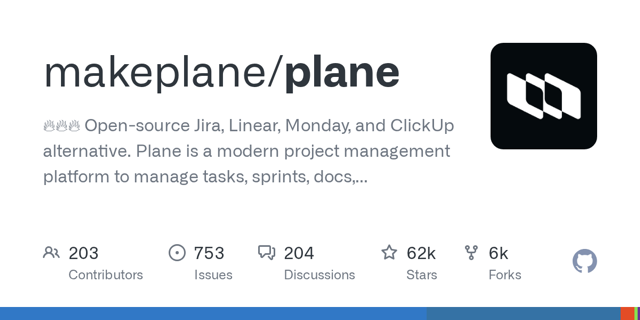 makeplane/plane
🔥🔥🔥 Open-source Jira, Linear, Monday, and ClickUp
alternative. Plane is a modern project management
platform to manage tasks, sprints, docs,...
203
Contributors
753
Issues
204
Discussions
62k
Stars
6k
Forks